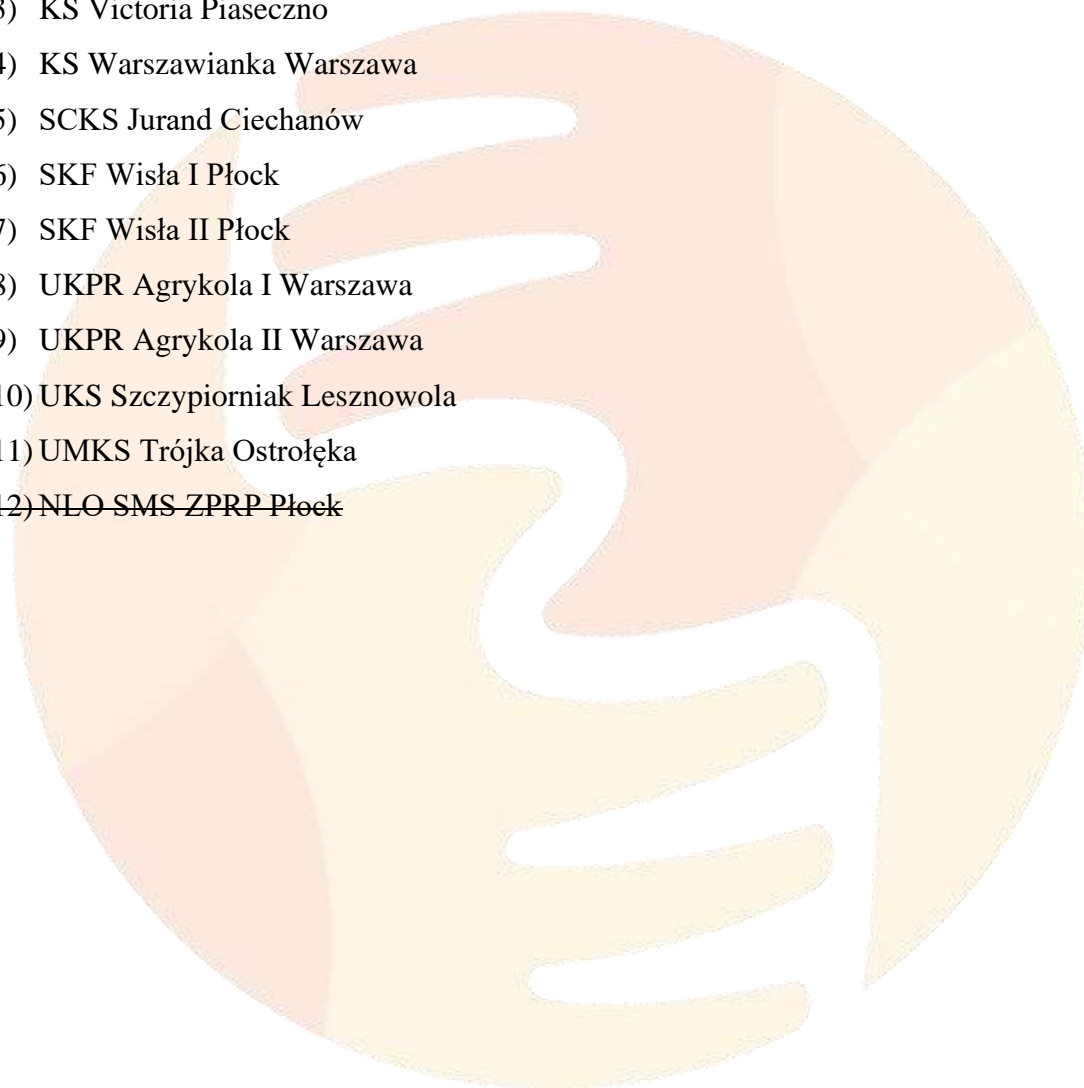 3) KS Victoria Piaseczno
4) KS Warszawianka Warszawa
5) SCKS Jurand Ciechanów
6) SKF Wisła I Płock
7) SKF Wisła II Płock
8) UKPR Agrykola I Warszawa
9) UKPR Agrykola II Warszawa
10) UKS Szczypiorniak Lesznowola
11) UMKS Trójka Ostrołęka
12) NLO SMS ZPRP Płock